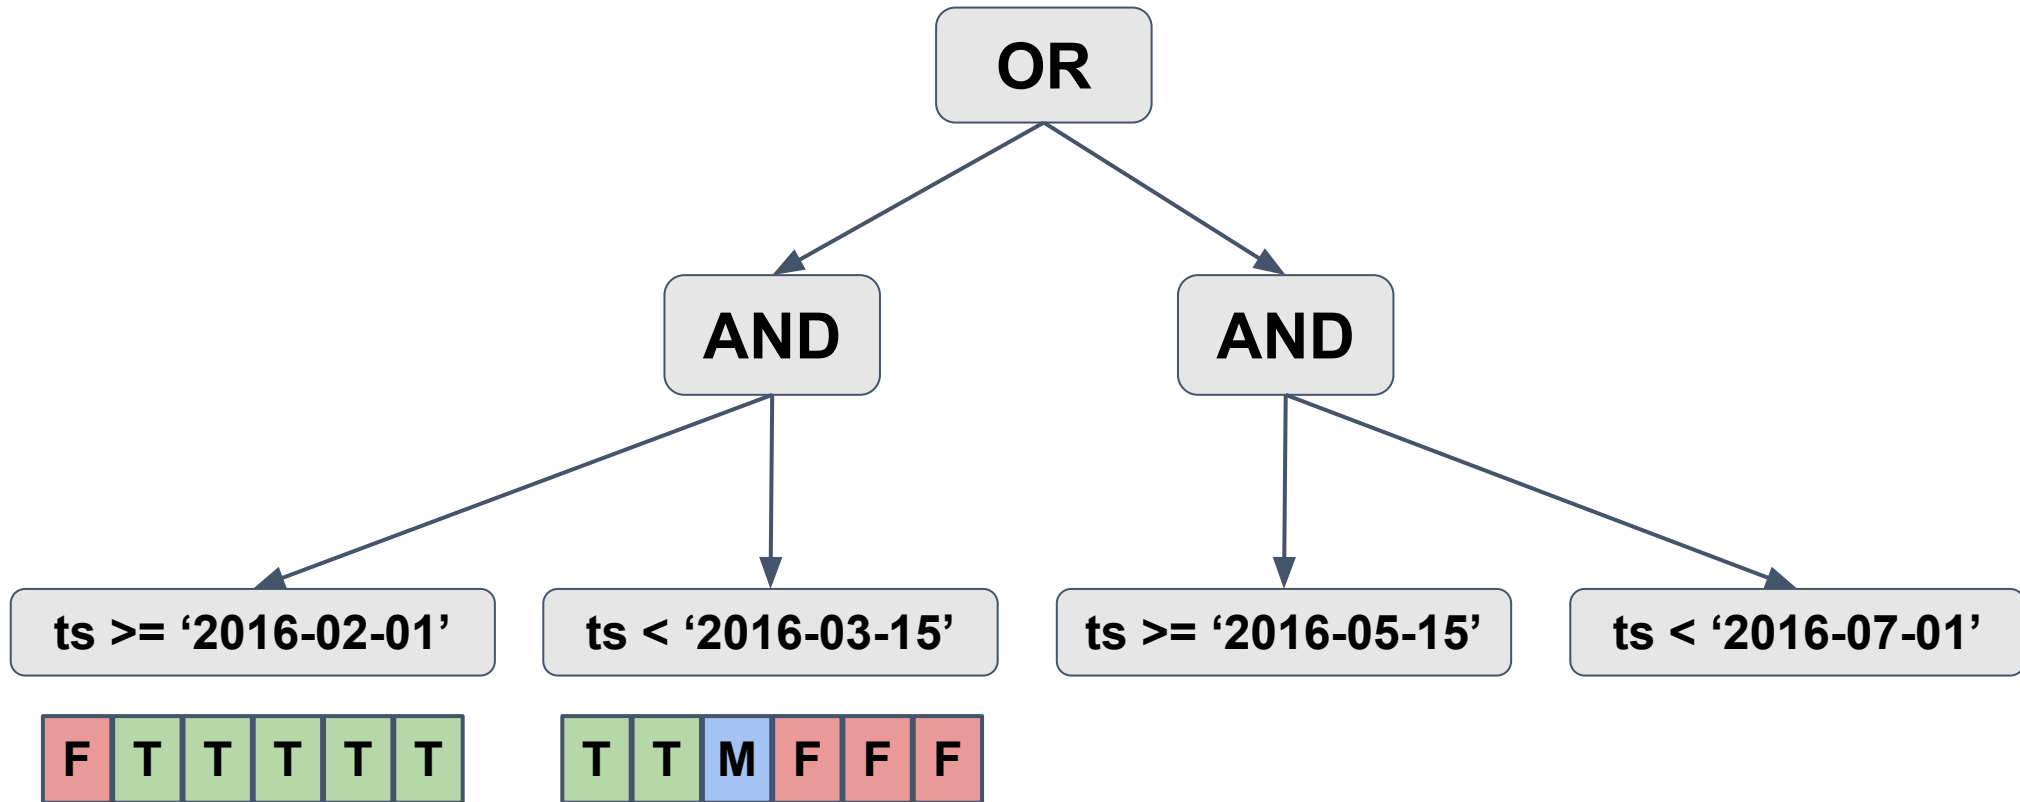 OR
AND
AND
ts >= ‘2016-02-01’
ts < ‘2016-03-15’
ts >= ‘2016-05-15’
ts < ‘2016-07-01’
F T T T T T
T T M F F F